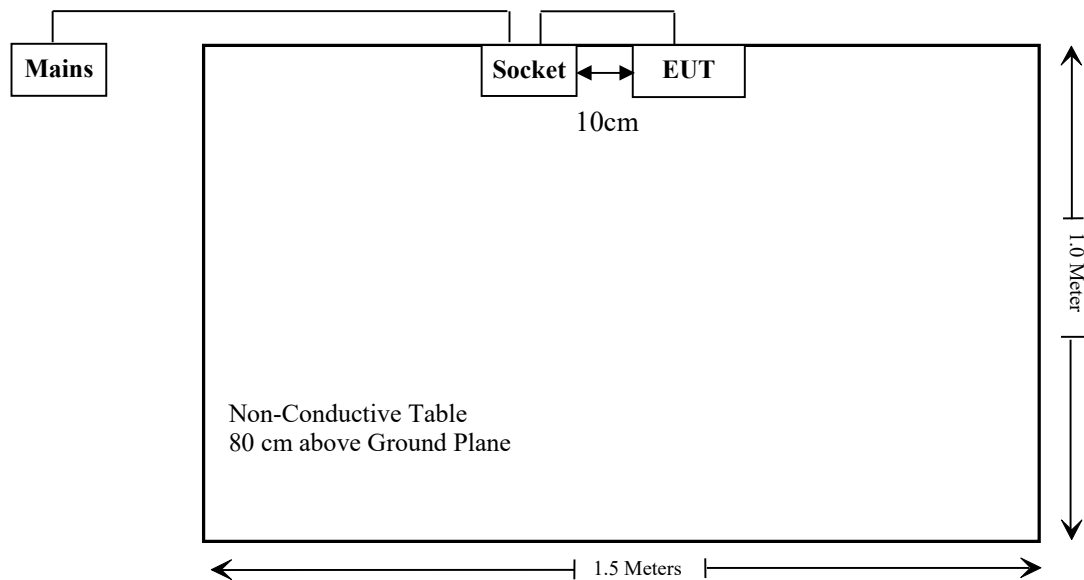 Mains
Socket
EUT
10cm
1.0 Meter
Non-Conductive Table
80 cm above Ground Plane
1.5 Meters